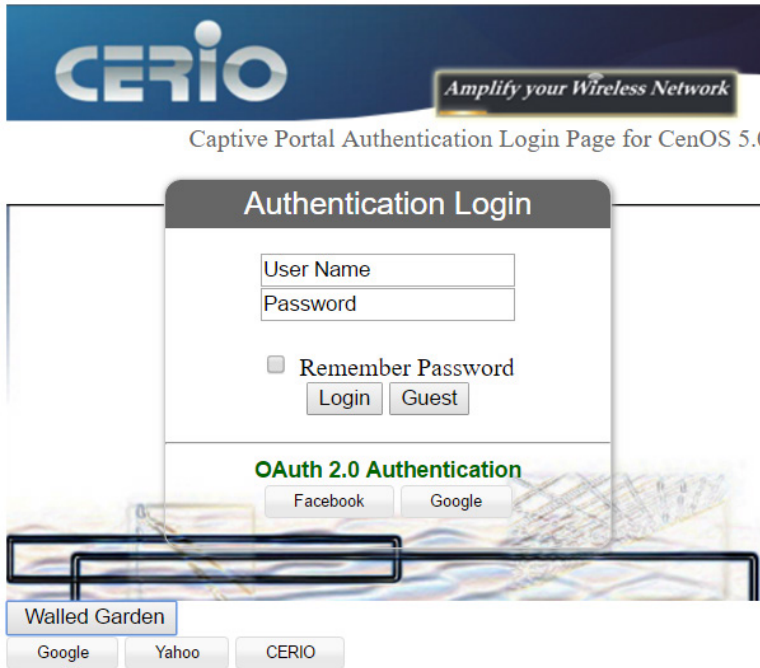 CERIO
Amplify your Wireless Network
Captive Portal Authentication Login Page for CenOS 5.0
Authentication Login
User Name
Password
Remember Password
Login Guest
OAuth 2.0 Authentication
Facebook Google
Walled Garden
Google Yahoo CERIO